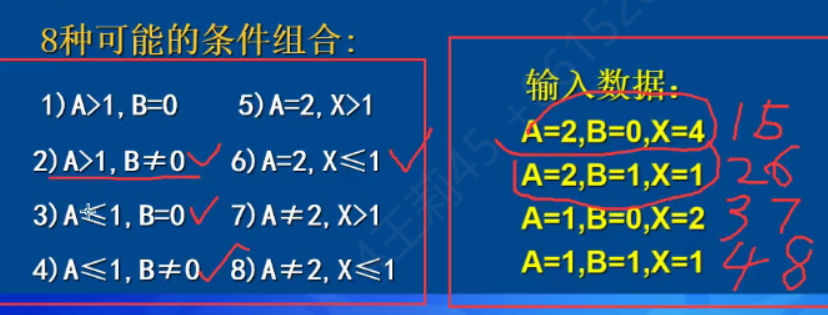 8种可能的条件组合:
1) A>1, B=0 5) A=2, X>1
2) A>1, B≠0 6) A=2, X≤1
3) A≤1, B=0 7) A≠2, X>1
4) A≤1, B≠0 8) A≠2, X≤1
输入数据:
A=2,B=0,X=4 15
A=2,B=1,X=1 26
A=1,B=0,X=2 37
A=1,B=1,X=1 48